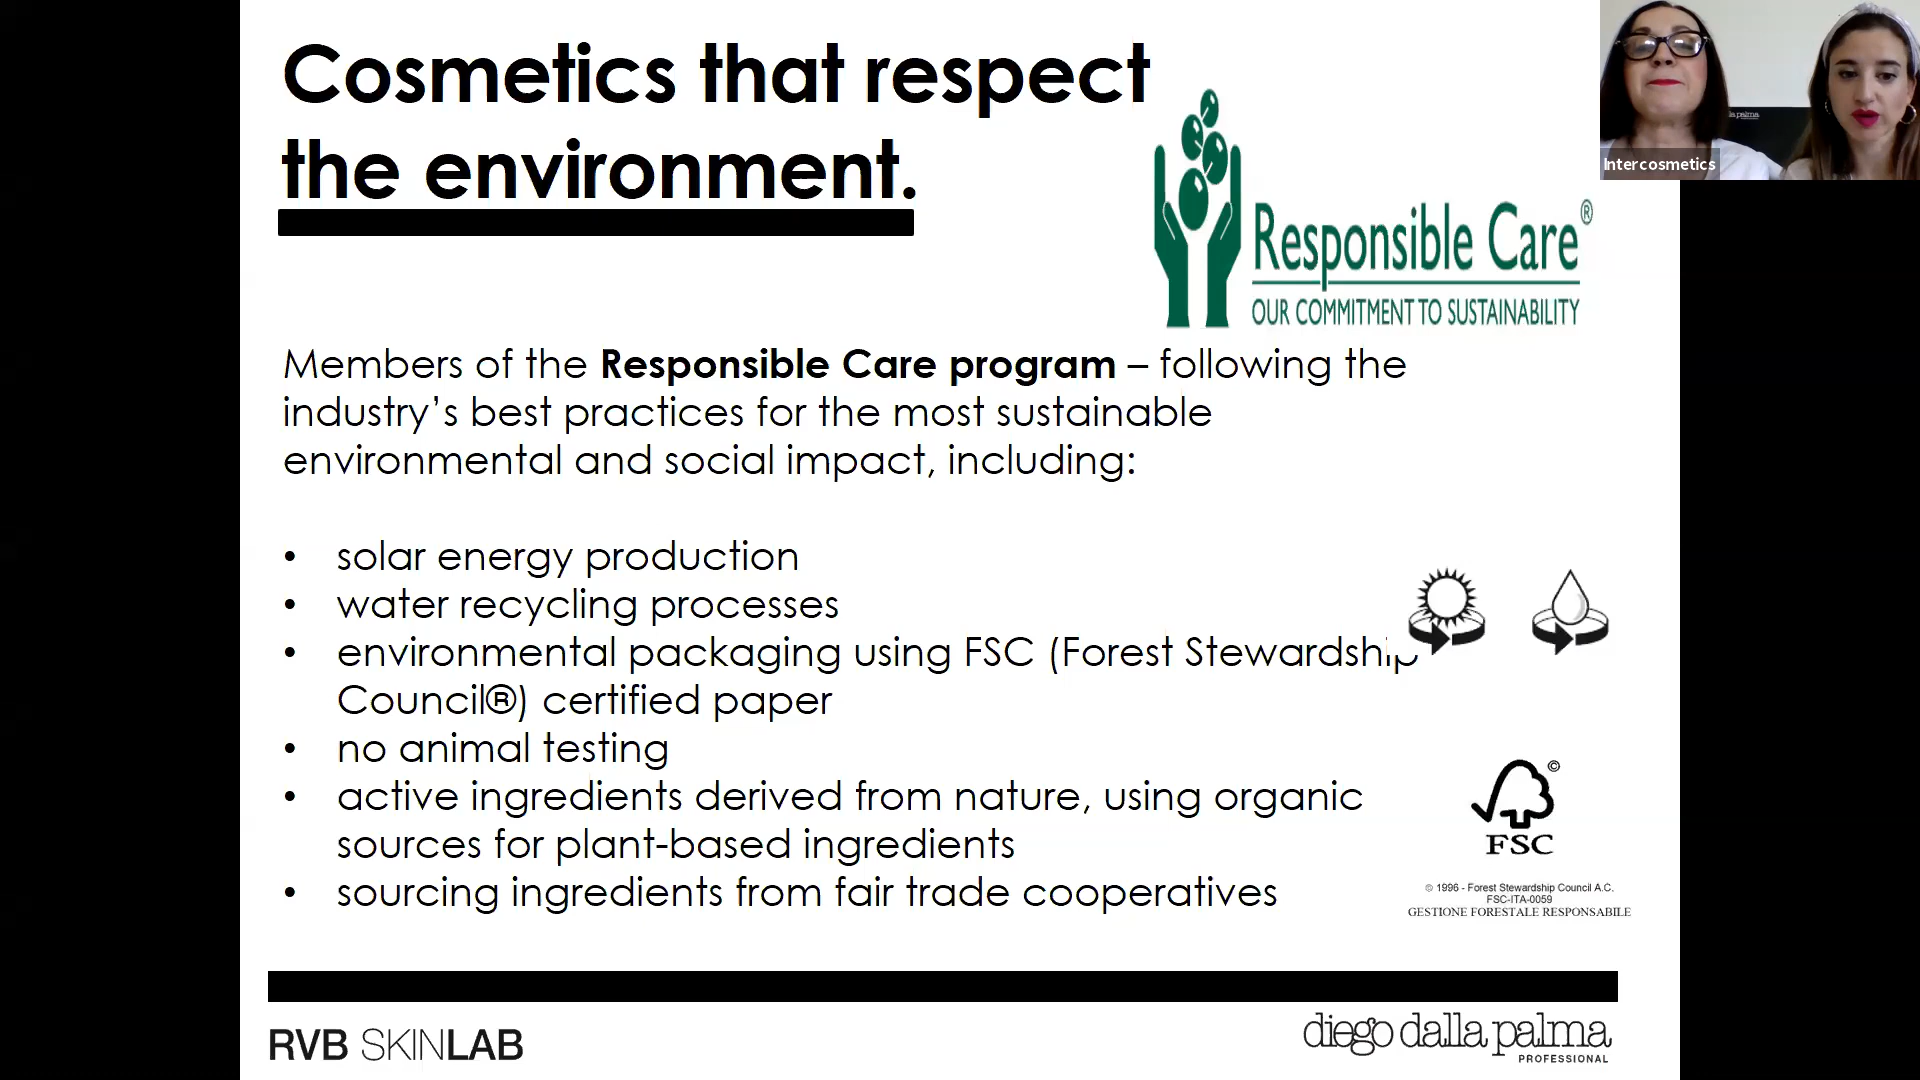 Cosmetics that respect
the environment.
Responsible Care®
OUR COMMITMENT TO SUSTAINABILITY
la palma
Intercosmetics
Members of the Responsible Care program – following the
industry’s best practices for the most sustainable
environmental and social impact, including:
• solar energy production
• water recycling processes
• environmental packaging using FSC (Forest Stewardship
Council®) certified paper
• no animal testing
• active ingredients derived from nature, using organic
sources for plant-based ingredients
• sourcing ingredients from fair trade cooperatives
©
FSC
© 1996 - Forest Stewardship Council A.C.
FSC-ITA-0059
GESTIONE FORESTALE RESPONSABILE
RVB SKINLAB
diego dalla palma
PROFESSIONAL